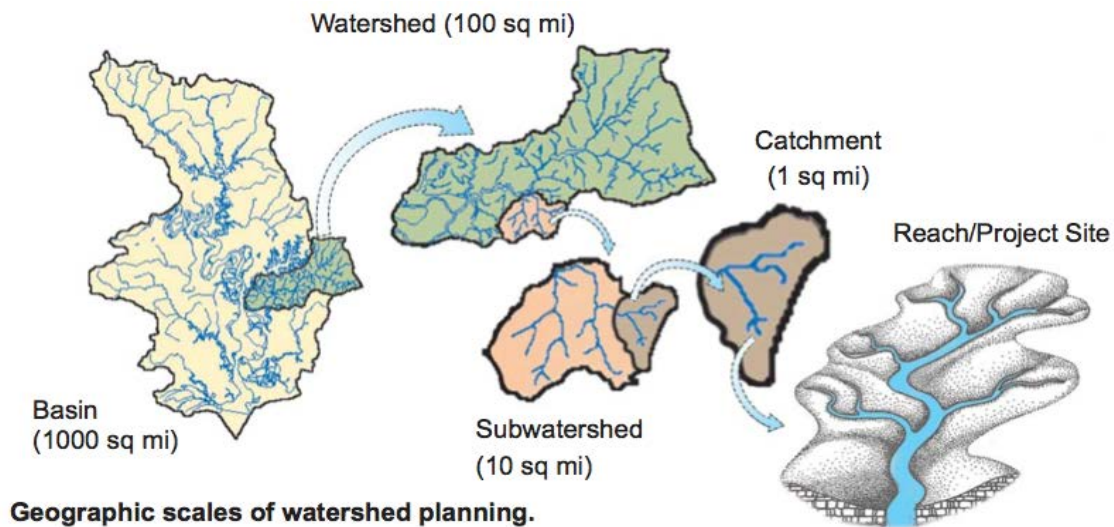 Watershed (100 sq mi)
Catchment
(1 sq mi)
Reach/Project Site
Basin
(1000 sq mi)
Subwatershed
(10 sq mi)
Geographic scales of watershed planning.